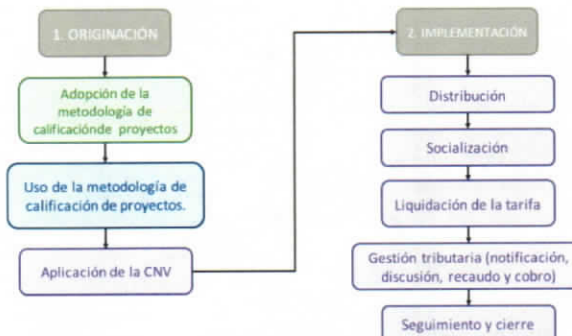 1. ORIGINACIÓN
Adopción de la
metodología de
calificaciónde proyectos
Uso de la metodología de
calificación de proyectos.
Aplicación de la CNV
2. IMPLEMENTACIÓN
Distribución
Socialización
Liquidación de la tarifa
Gestión tributaria (notificación,
discusión, recaudo y cobro)
Seguimiento y cierre